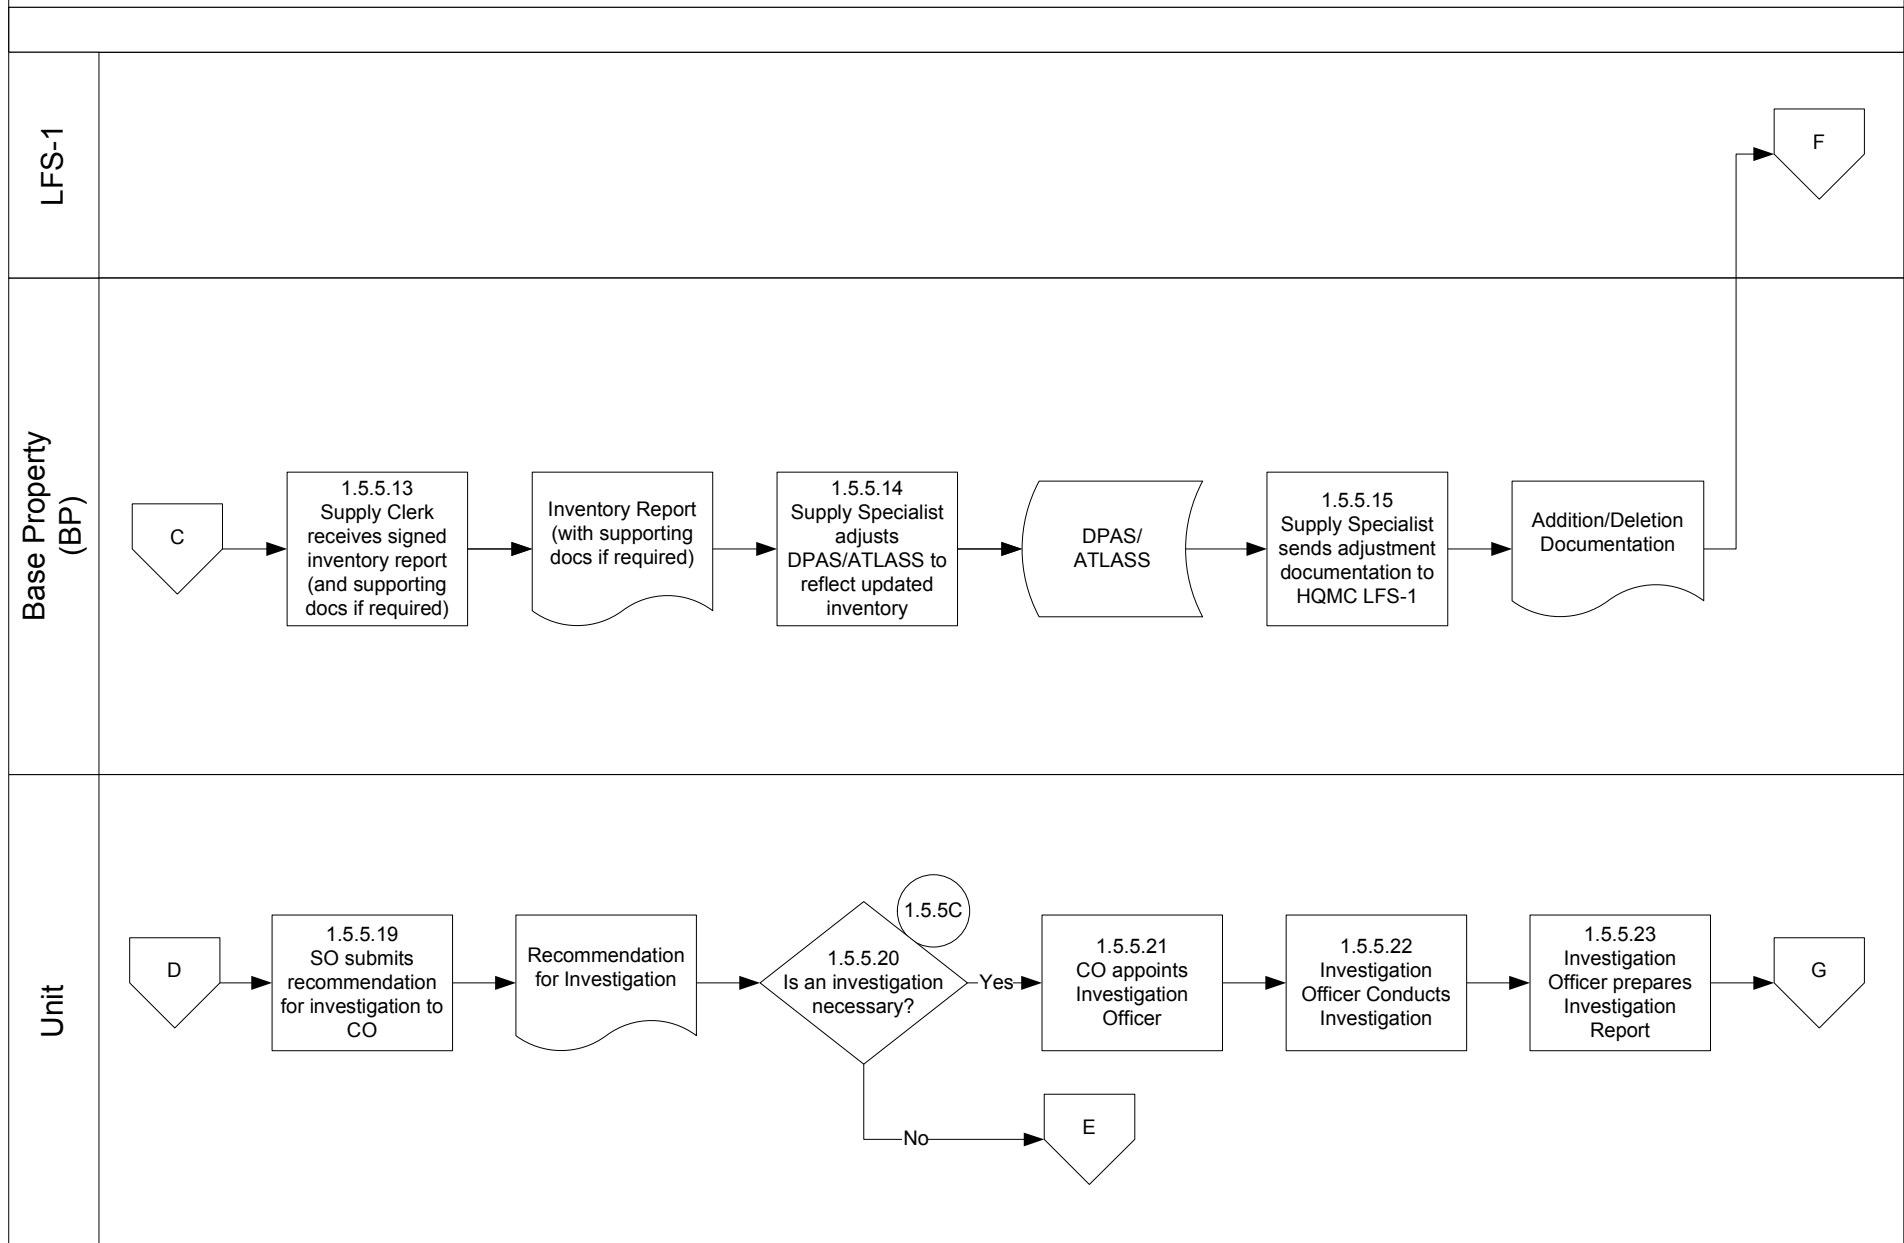 LFS-1
F
Base Property
(BP)
C
1.5.5.13
Supply Clerk
receives signed
inventory report
(and supporting
docs if required)
Inventory Report
(with supporting
docs if required)
1.5.5.14
Supply Specialist
adjusts
DPAS/ATLASS to
reflect updated
inventory
DPAS/
ATLASS
1.5.5.15
Supply Specialist
sends adjustment
documentation to
HQMC LFS-1
Addition/Deletion
Documentation
Unit
D
1.5.5.19
SO submits
recommendation
for investigation to
CO
Recommendation
for Investigation
1.5.5C
1.5.5.20
Is an investigation
necessary?
Yes
1.5.5.21
CO appoints
Investigation
Officer
1.5.5.22
Investigation
Officer Conducts
Investigation
1.5.5.23
Investigation
Officer prepares
Investigation
Report
G
No
E